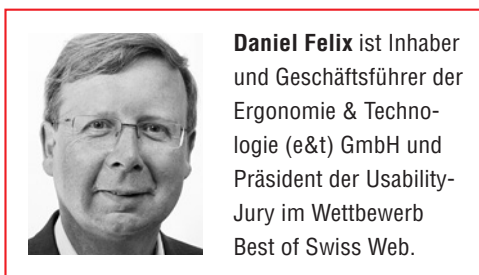 Daniel Felix ist Inhaber
und Geschäftsführer der
Ergonomie & Techno-
logie (e&t) GmbH und
Präsident der Usability-
Jury im Wettbewerb
Best of Swiss Web.